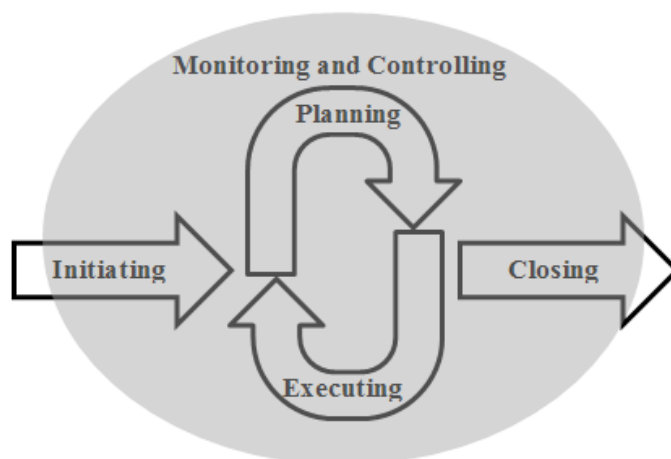 Monitoring and Controlling
Planning
Initiating
Closing
Executing